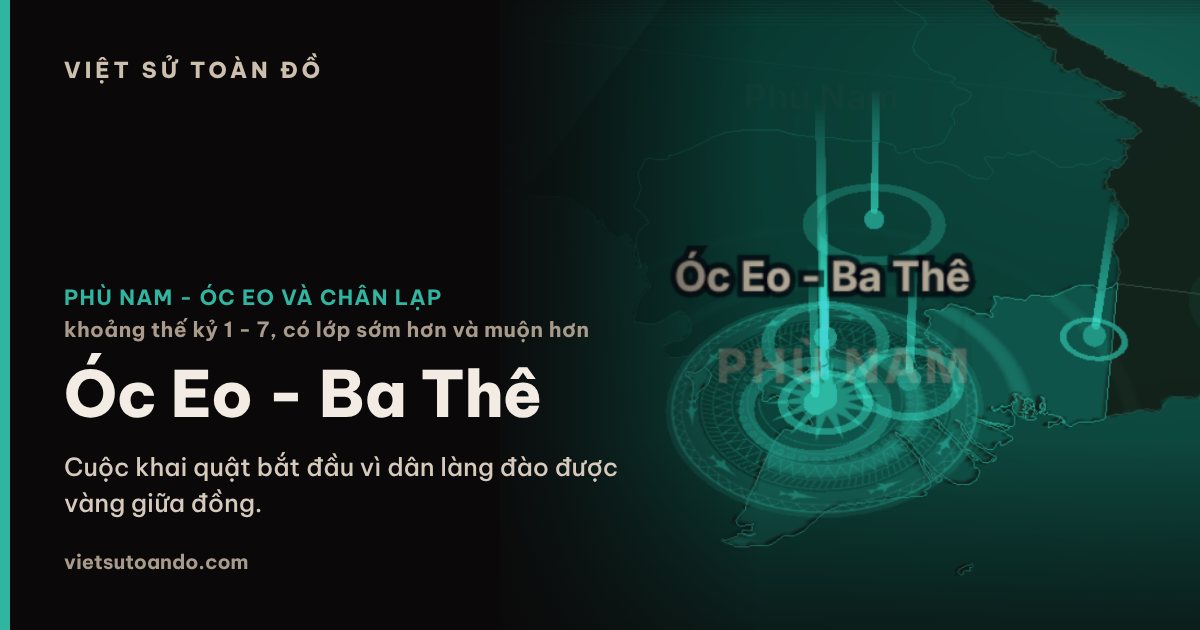 VIỆT SỬ TOÀN ĐỒ
PHÙ NAM - ÓC EO VÀ CHÂN LẠP
khoảng thế kỷ 1 - 7, có lớp sớm hơn và muộn hơn
Óc Eo - Ba Thê
Cuộc khai quật bắt đầu vì dân làng đào được
vàng giữa đồng.
vietsutoando.com
Phù Nam
Óc Eo - Ba Thê
PHÙ NAM